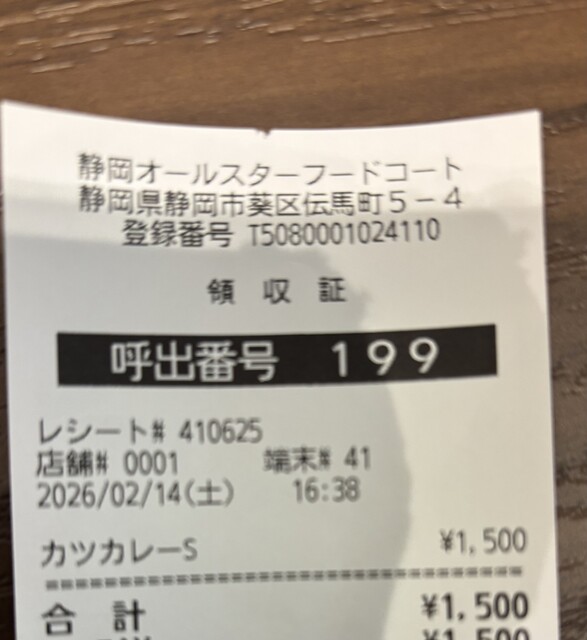 静岡オールスターフードコート
静岡県静岡市葵区伝馬町５－４
登録番号 T5080001024110
領 収 証
呼出番号 199
レシート# 410625
店舗# 0001 端末# 41
2026/02/14(土) 16:38
カツカレーS ¥1,500
合 計 ¥1,500
¥1,500